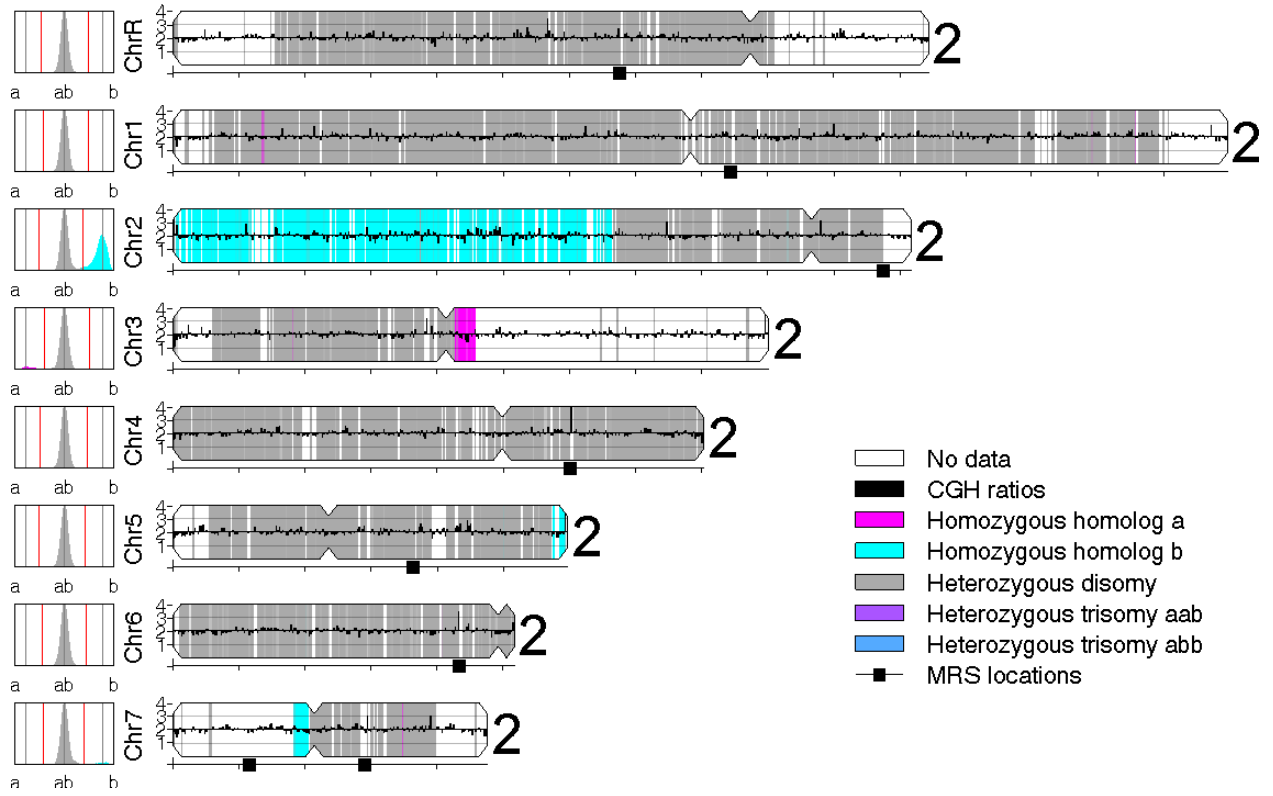 ChrR
4
3
2
1
2
a ab b
Chr1
4
3
2
1
2
a ab b
Chr2
4
3
2
1
2
a ab b
Chr3
4
3
2
1
2
a ab b
Chr4
4
3
2
1
2
a ab b
Chr5
4
3
2
1
2
a ab b
Chr6
4
3
2
1
2
a ab b
Chr7
4
3
2
1
2
a ab b
No data
CGH ratios
Homozygous homolog a
Homozygous homolog b
Heterozygous disomy
Heterozygous trisomy aab
Heterozygous trisomy abb
MRS locations